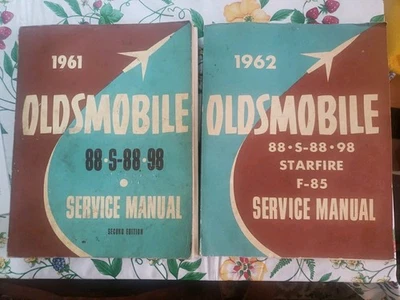 1961
OLDSMOBILE
88•S-88•98
SERVICE MANUAL
SECOND EDITION
1962
OLDSMOBILE
88•S-88•98
STARFIRE
F-85
SERVICE MANUAL